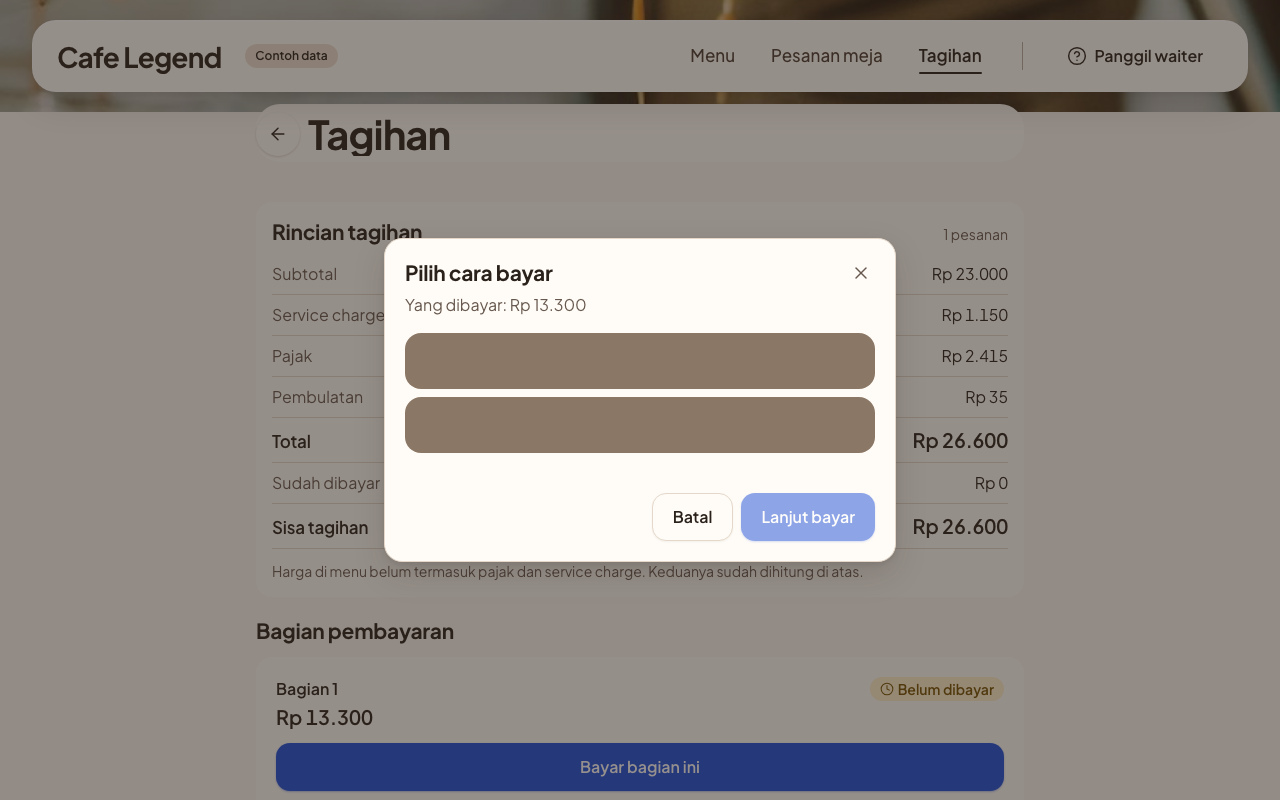 Cafe Legend
Contoh data
Menu
Pesanan meja
Tagihan
Panggil waiter
Tagihan
Rincian tagihan
1 pesanan
Subtotal
Rp 23.000
Service charge
Rp 1.150
Pajak
Rp 2.415
Pembulatan
Rp 35
Total
Rp 26.600
Sudah dibayar
Rp 0
Sisa tagihan
Rp 26.600
Harga di menu belum termasuk pajak dan service charge. Keduanya sudah dihitung di atas.
Pilih cara bayar
Yang dibayar: Rp 13.300
Batal
Lanjut bayar
Bagian pembayaran
Bagian 1
Belum dibayar
Rp 13.300
Bayar bagian ini